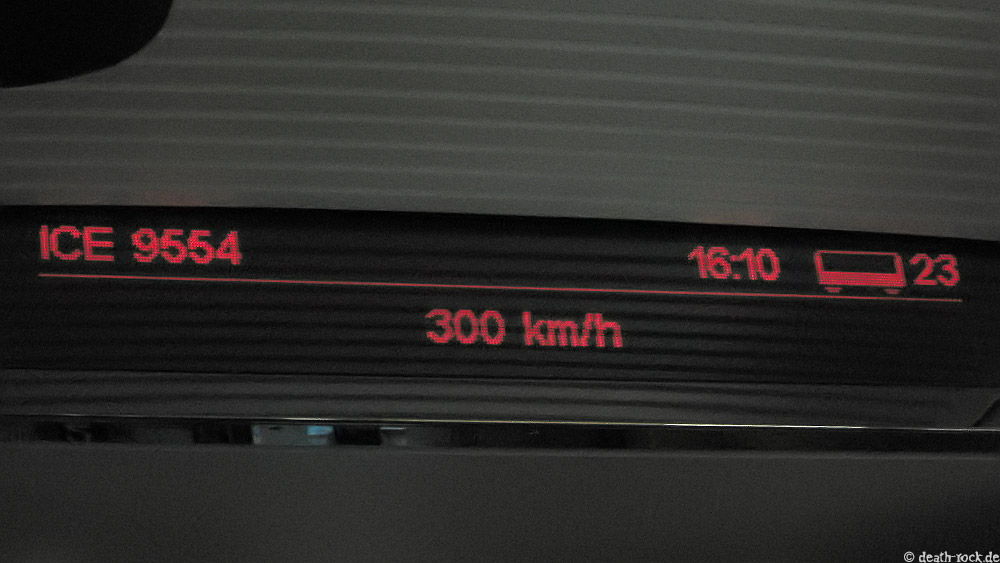 ICE 9554 16:10 23
300 km/h
© death-rock.de